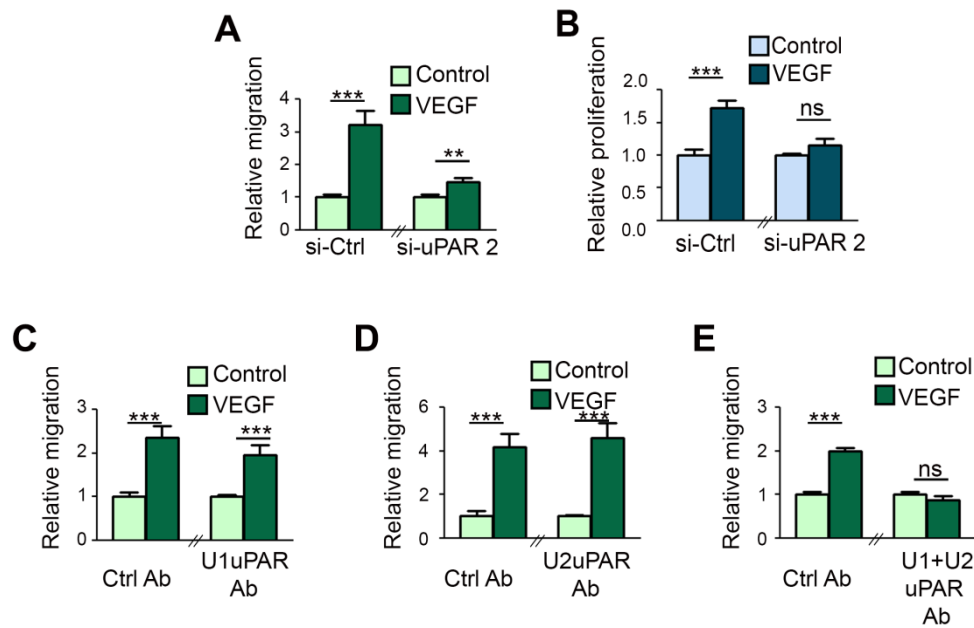 A
Control
VEGF
Relative migration
4
3
2
1
0
***
**
si-Ctrl
//
si-uPAR 2
B
Control
VEGF
Relative proliferation
2.0
1.5
1.0
0.5
0.0
***
ns
si-Ctrl
//
si-uPAR 2
C
Control
VEGF
Relative migration
3
2
1
0
***
***
Ctrl Ab
//
U1uPAR
Ab
D
Control
VEGF
Relative migration
6
4
2
0
***
***
Ctrl Ab
//
U2uPAR
Ab
E
Control
VEGF
Relative migration
3
2
1
0
***
ns
Ctrl Ab
//
U1+U2
uPAR
Ab